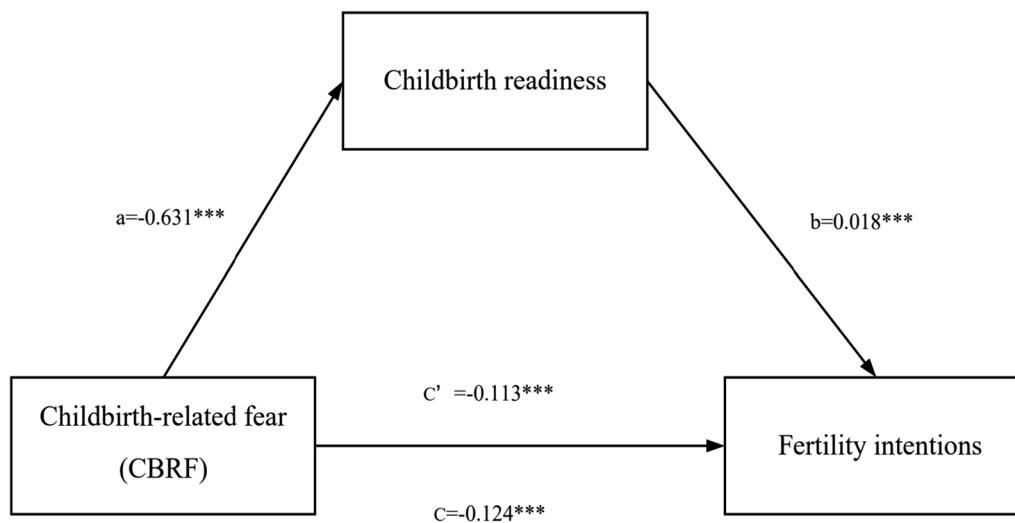 Childbirth readiness
a=-0.631***
b=0.018***
Childbirth-related fear
(CBRF)
C’ =-0.113***
Fertility intentions
C=-0.124***